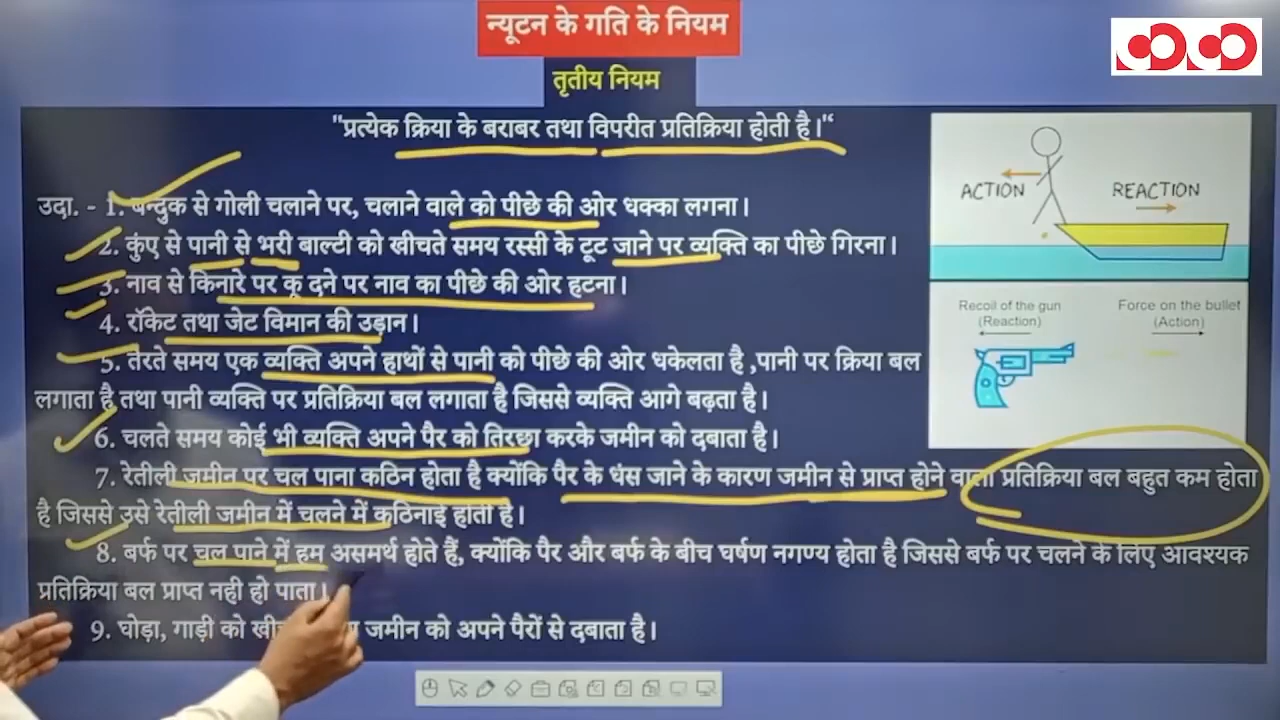 न्यूटन के गति के नियम
तृतीय नियम
"प्रत्येक क्रिया के बराबर तथा विपरीत प्रतिक्रिया होती है।"
उदा. - 1. बन्दुक से गोली चलाने पर, चलाने वाले को पीछे की ओर धक्का लगना।
2. कुंए से पानी से भरी बाल्टी को खीचते समय रस्सी के टूट जाने पर व्यक्ति का पीछे गिरना।
3. नाव से किनारे पर कू दने पर नाव का पीछे की ओर हटना।
4. रॉकेट तथा जेट विमान की उड़ान।
5. तैरते समय एक व्यक्ति अपने हाथों से पानी को पीछे की ओर धकेलता है ,पानी पर क्रिया बल
लगाता है तथा पानी व्यक्ति पर प्रतिक्रिया बल लगाता है जिससे व्यक्ति आगे बढ़ता है।
6. चलते समय कोई भी व्यक्ति अपने पैर को तिरछा करके जमीन को दबाता है।
7. रेतीली जमीन पर चल पाना कठिन होता है क्योंकि पैर के धंस जाने के कारण जमीन से प्राप्त होने वाला प्रतिक्रिया बल बहुत कम होता
है जिससे उसे रेतीली जमीन में चलने में कठिनाई होती है।
8. बर्फ पर चल पाने में हम असमर्थ होते हैं, क्योंकि पैर और बर्फ के बीच घर्षण नगण्य होता है जिससे बर्फ पर चलने के लिए आवश्यक
प्रतिक्रिया बल प्राप्त नही हो पाता।
9. घोड़ा, गाड़ी को जमीन को अपने पैरों से दबाता है।
ACTION REACTION
Recoil of the gun
(Reaction)
Force on the bullet
(Action)